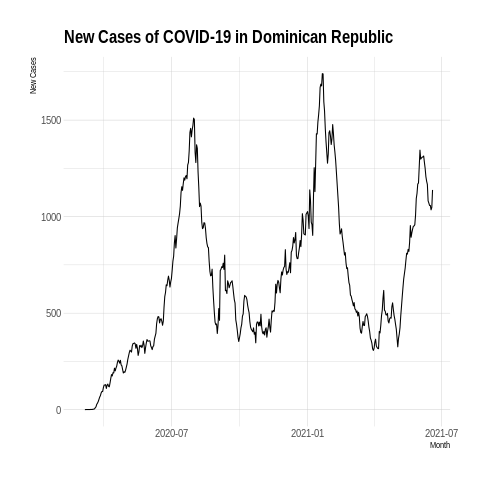 New Cases of COVID-19 in Dominican Republic
New Cases
1500
1000
500
0
2020-07
2021-01
2021-07
Month